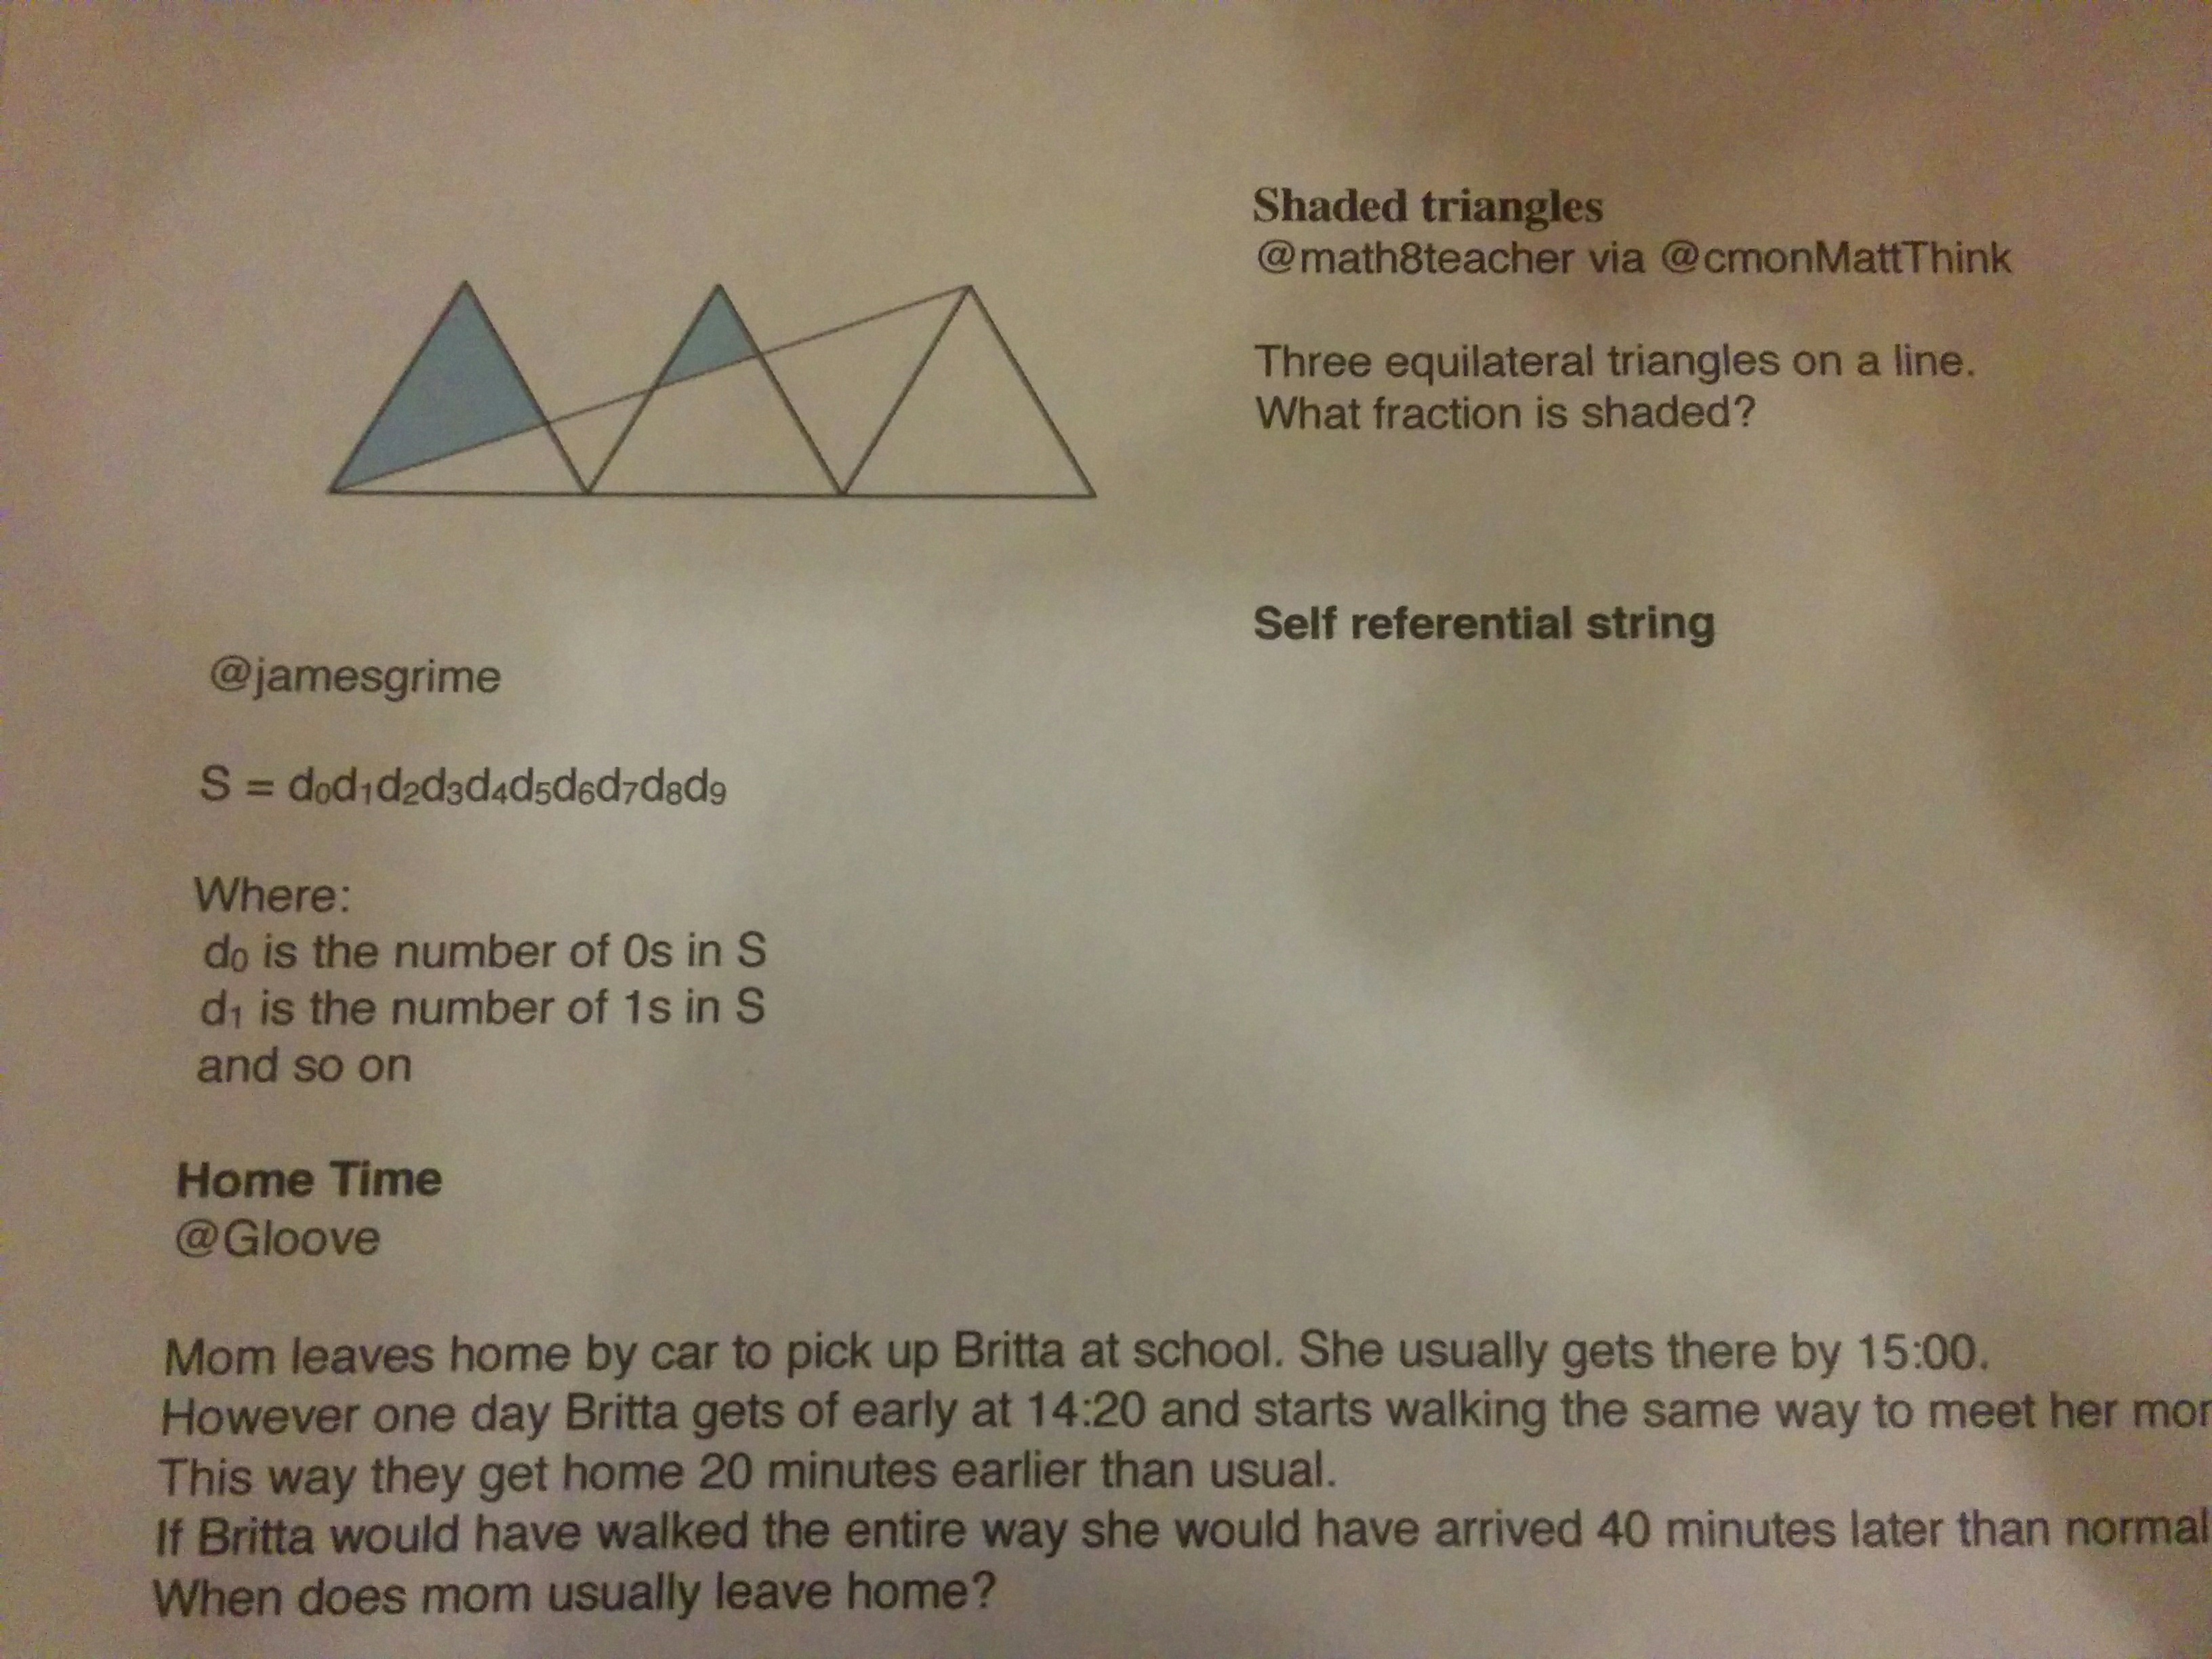 Shaded triangles
@math8teacher via @cmonMattThink
Three equilateral triangles on a line.
What fraction is shaded?
Self referential string
@jamesgrime
S = d₀d₁d₂d₃d₄d₅d₆d₇d₈d₉
Where:
d₀ is the number of 0s in S
d₁ is the number of 1s in S
and so on
Home Time
@Gloove
Mom leaves home by car to pick up Britta at school. She usually gets there by 15:00.
However one day Britta gets of early at 14:20 and starts walking the same way to meet her
This way they get home 20 minutes earlier than usual.
If Britta would have walked the entire way she would have arrived 40 minutes later than normal
When does mom usually leave home?